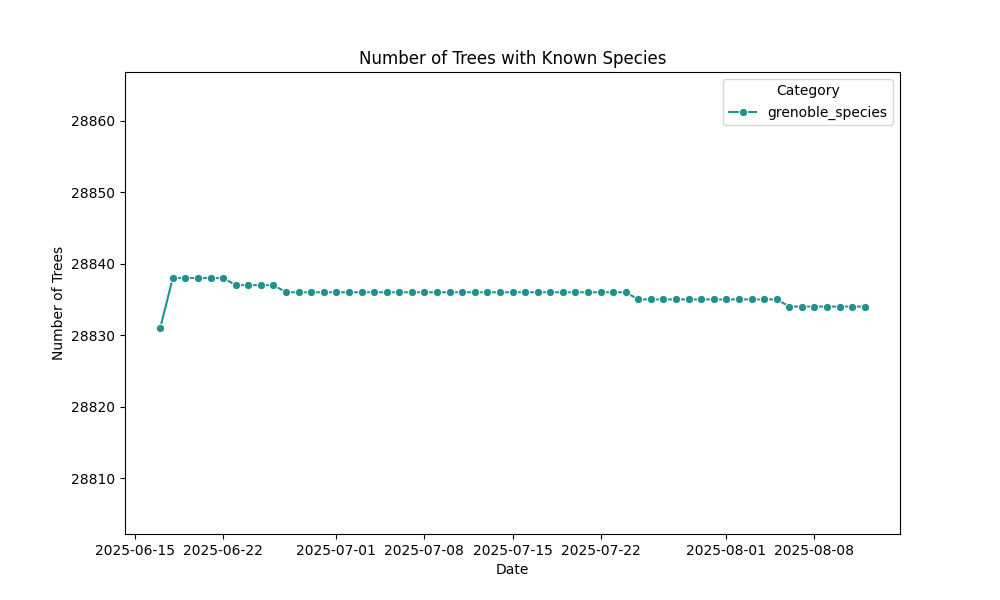 Number of Trees with Known Species
Category
grenoble_species
28860
28850
28840
28830
28820
28810
Number of Trees
2025-06-15 2025-06-22 2025-07-01 2025-07-08 2025-07-15 2025-07-22 2025-08-01 2025-08-08
Date